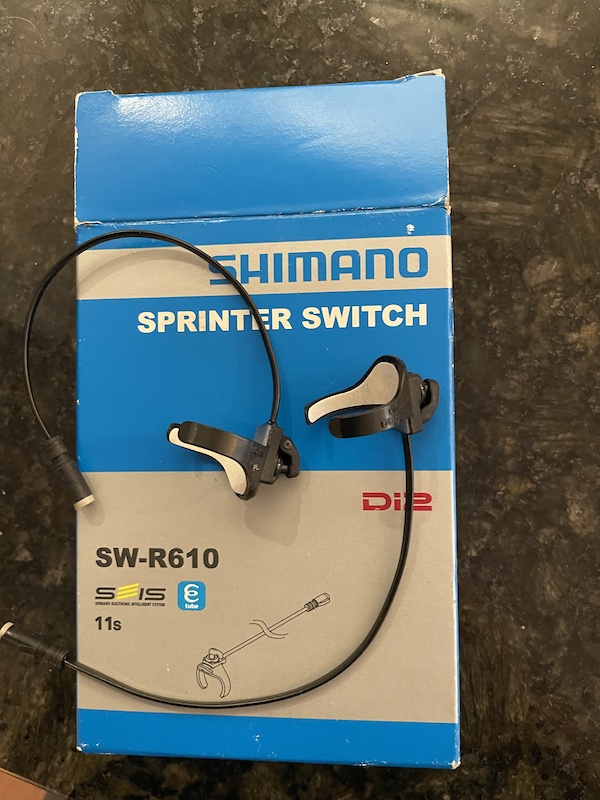 SHIMANO
SPRINTER SWITCH
Di2
SW-R610
SEIS
SHIMANO ELECTRONIC INTELLIGENT SYSTEM
E
tube
11s